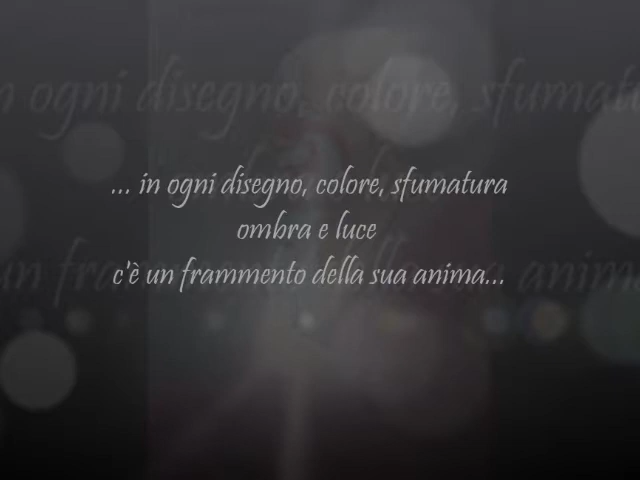 ... in ogni disegno, colore, sfumatura
ombra e luce
c'è un frammento della sua anima...